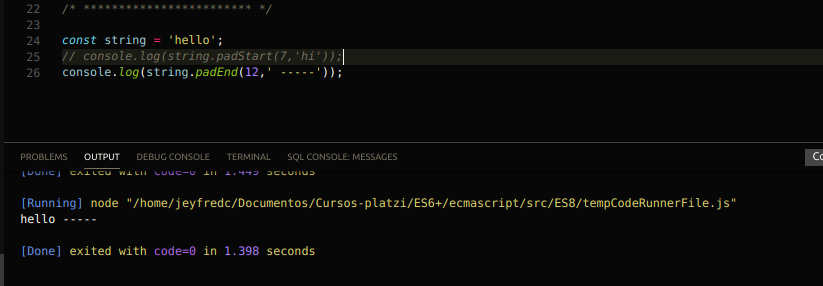 22 /* ************************ */
23
24 const string = 'hello';
25 // console.log(string.padStart(7,'hi'));
26 console.log(string.padEnd(12,' -----'));
PROBLEMS OUTPUT DEBUG CONSOLE TERMINAL SQL CONSOLE: MESSAGES Co
[Done] exited with code=0 in 1.449 seconds
[Running] node "/home/jeyfredc/Documentos/Cursos-platzi/ES6+/ecmascript/src/ES8/tempCodeRunnerFile.js"
hello -----
[Done] exited with code=0 in 1.398 seconds